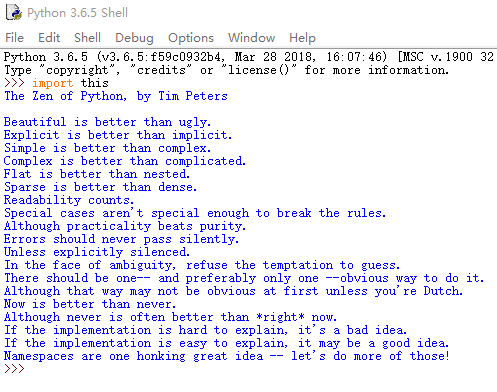 Python 3.6.5 Shell
File Edit Shell Debug Options Window Help
Python 3.6.5 (v3.6.5:f59c0932b4, Mar 28 2018, 16:07:46) [MSC v.1900 32
Type "copyright", "credits" or "license()" for more information.
>>> import this
The Zen of Python, by Tim Peters

Beautiful is better than ugly.
Explicit is better than implicit.
Simple is better than complex.
Complex is better than complicated.
Flat is better than nested.
Sparse is better than dense.
Readability counts.
Special cases aren't special enough to break the rules.
Although practicality beats purity.
Errors should never pass silently.
Unless explicitly silenced.
In the face of ambiguity, refuse the temptation to guess.
There should be one-- and preferably only one --obvious way to do it.
Although that way may not be obvious at first unless you're Dutch.
Now is better than never.
Although never is often better than *right* now.
If the implementation is hard to explain, it's a bad idea.
If the implementation is easy to explain, it may be a good idea.
Namespaces are one honking great idea -- let's do more of those!
>>>